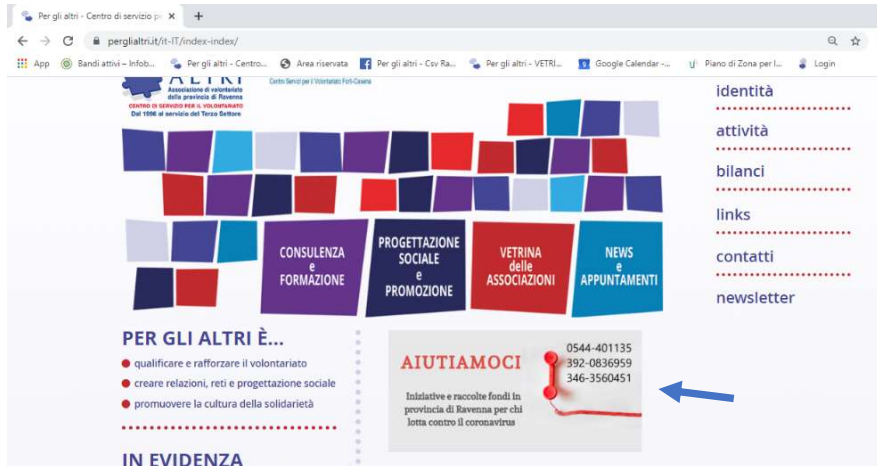 Per gli altri - Centro di servizio pe
perglialtri.it/it-IT/index-index/
App
Bandi attivi – Infob...
Per gli altri - Centro...
Area riservata
Per gli altri - Csv Ra...
Per gli altri - VETRI...
Google Calendar -...
Piano di Zona per l...
Login
ALTRI
Associazione di volontariato
della provincia di Ravenna
CENTRO DI SERVIZIO PER IL VOLONTARIATO
Dal 1996 al servizio del Terzo Settore
Centro Servizi per il Volontariato Forlì-Cesena
identità
attività
bilanci
links
contatti
newsletter
CONSULENZA
e
FORMAZIONE
PROGETTAZIONE
SOCIALE
e
PROMOZIONE
VETRINA
delle
ASSOCIAZIONI
NEWS
e
APPUNTAMENTI
PER GLI ALTRI È...
qualificare e rafforzare il volontariato
creare relazioni, reti e progettazione sociale
promuovere la cultura della solidarietà
IN EVIDENZA
AIUTIAMOCI
Iniziative e raccolte fondi in
provincia di Ravenna per chi
lotta contro il coronavirus
0544-401135
392-0836959
346-3560451